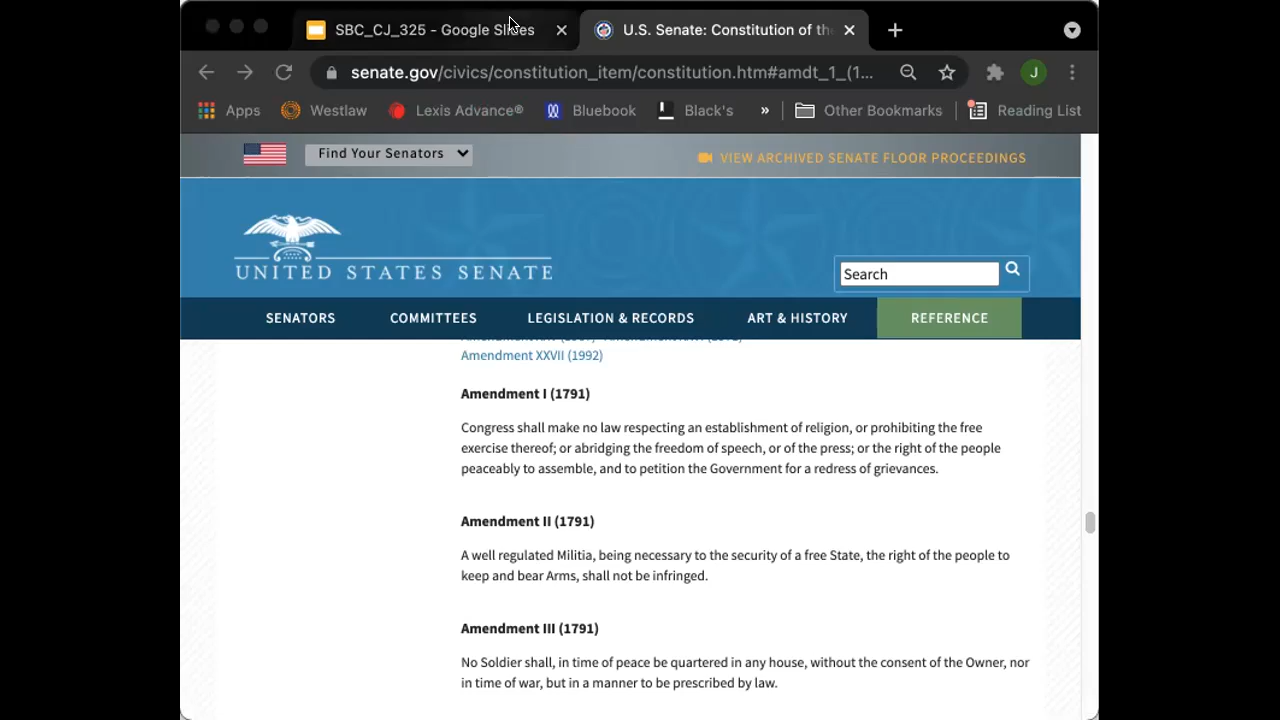 SBC_CJ_325 - Google Slides
U.S. Senate: Constitution of the
senate.gov/civics/constitution_item/constitution.htm#amdt_1_(1...
J
Apps
Westlaw
Lexis Advance®
Bluebook
Black's
»
Other Bookmarks
Reading List
Find Your Senators
VIEW ARCHIVED SENATE FLOOR PROCEEDINGS
UNITED STATES SENATE
Search
SENATORS
COMMITTEES
LEGISLATION & RECORDS
ART & HISTORY
REFERENCE
Amendment XXVII (1992)
Amendment I (1791)
Congress shall make no law respecting an establishment of religion, or prohibiting the free
exercise thereof; or abridging the freedom of speech, or of the press; or the right of the people
peaceably to assemble, and to petition the Government for a redress of grievances.
Amendment II (1791)
A well regulated Militia, being necessary to the security of a free State, the right of the people to
keep and bear Arms, shall not be infringed.
Amendment III (1791)
No Soldier shall, in time of peace be quartered in any house, without the consent of the Owner, nor
in time of war, but in a manner to be prescribed by law.